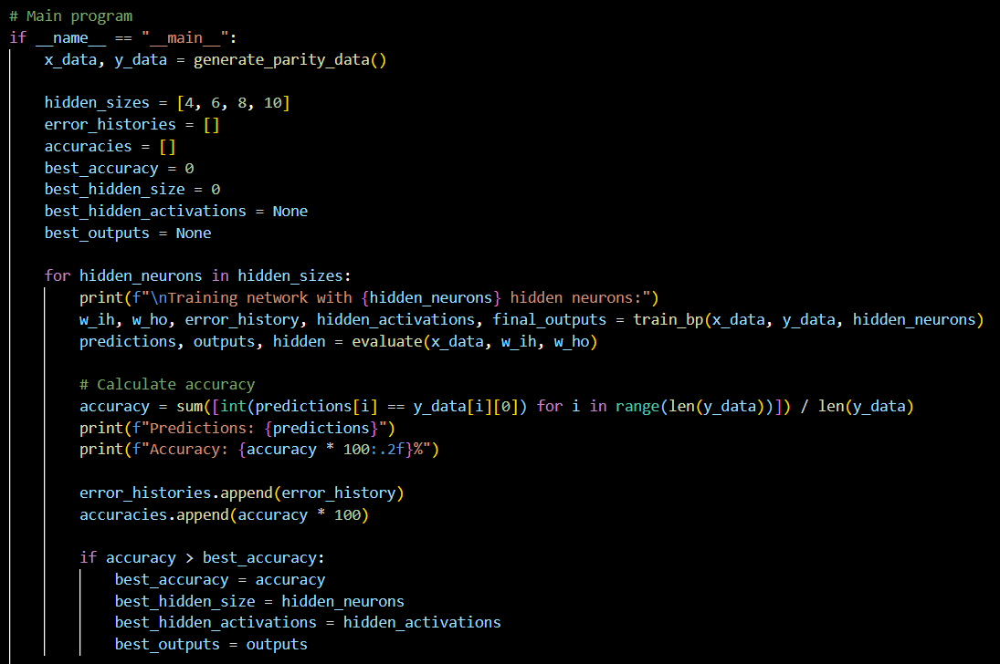 # Main program
if __name__ == "__main__":
    x_data, y_data = generate_parity_data()

    hidden_sizes = [4, 6, 8, 10]
    error_histories = []
    accuracies = []
    best_accuracy = 0
    best_hidden_size = 0
    best_hidden_activations = None
    best_outputs = None

    for hidden_neurons in hidden_sizes:
        print(f"\nTraining network with {hidden_neurons} hidden neurons:")
        w_ih, w_ho, error_history, hidden_activations, final_outputs = train_bp(x_data, y_data, hidden_neurons)
        predictions, outputs, hidden = evaluate(x_data, w_ih, w_ho)

        # Calculate accuracy
        accuracy = sum([int(predictions[i] == y_data[i][0]) for i in range(len(y_data))]) / len(y_data)
        print(f"Predictions: {predictions}")
        print(f"Accuracy: {accuracy * 100:.2f}%")

        error_histories.append(error_history)
        accuracies.append(accuracy * 100)

        if accuracy > best_accuracy:
            best_accuracy = accuracy
            best_hidden_size = hidden_neurons
            best_hidden_activations = hidden_activations
            best_outputs = outputs